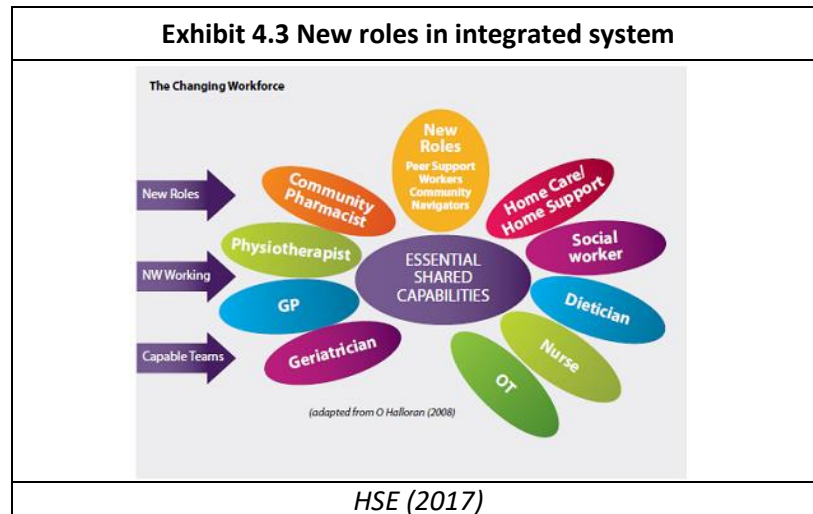 Exhibit 4.3 New roles in integrated system
The Changing Workforce
New
Roles
Peer Support
Workers
Community
Navigators
Community
Pharmacist
Home Care/
Home Support
New Roles
Physiotherapist
Social
worker
ESSENTIAL
SHARED
CAPABILITIES
NW Working
GP
Dietician
Capable Teams
Geriatrician
Nurse
OT
(adapted from O Halloran (2008)
HSE (2017)